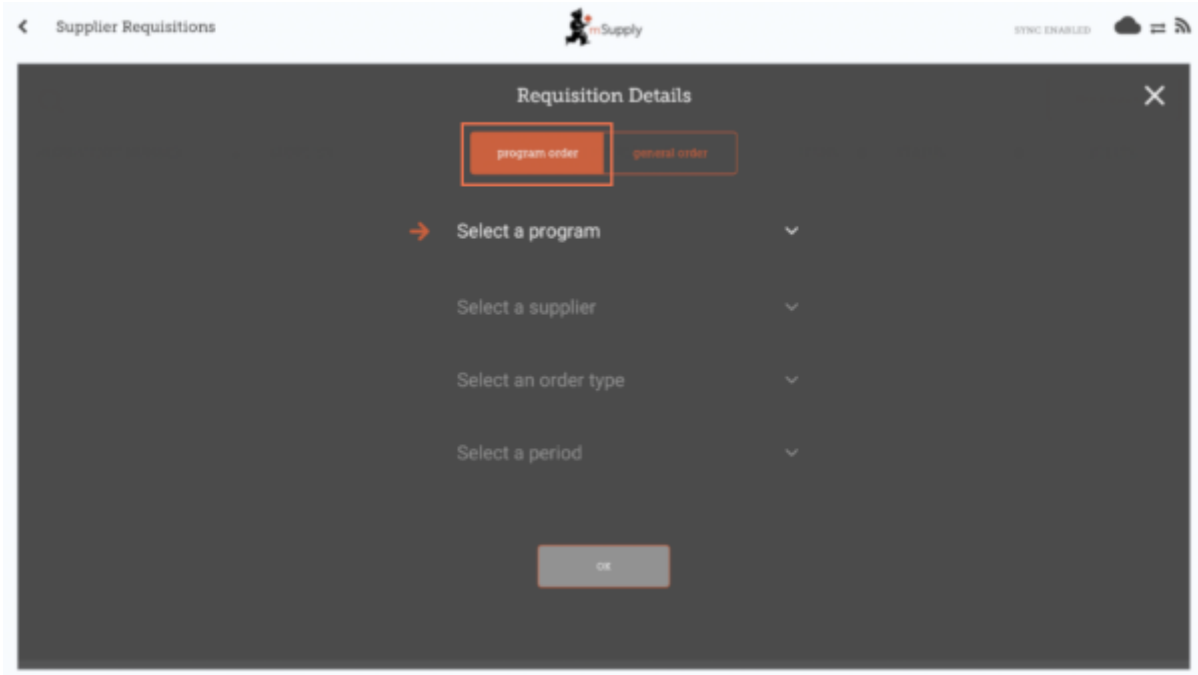 Supplier Requisitions
mSupply
SYNC ENABLED
Requisition Details
program order
general order
Select a program
Select a supplier
Select an order type
Select a period
OK